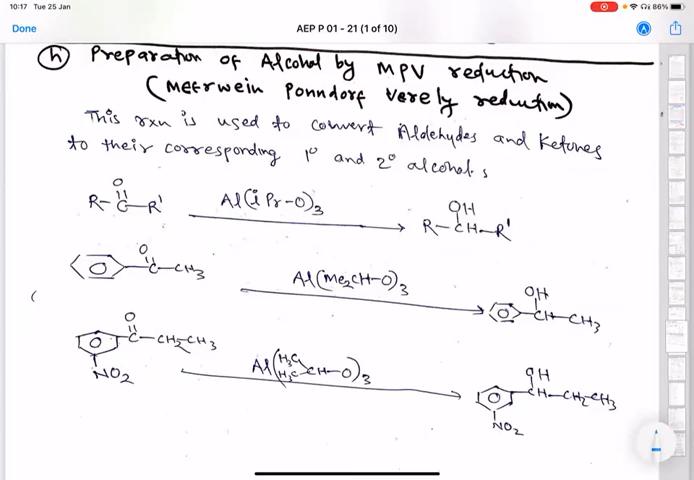 10:17 Tue 25 Jan
86%
Done
AEP P 01 - 21 (1 of 10)
(h) Preparation of Alcohol by MPV reduction
(Meerwein Ponndorf Verely reduction)
This rxn is used to convert Aldehydes and Ketones
to their corresponding 1° and 2° alcohols
R-C(=O)-R' Al(iPr-O)3 R-CH(OH)-R'
O C-CH3 Al(Me2CH-O)3 OH CH-CH3
O C-CH2CH3 NO2 Al(H3C H3C CH-O)3 OH CH-CH2-CH3 NO2